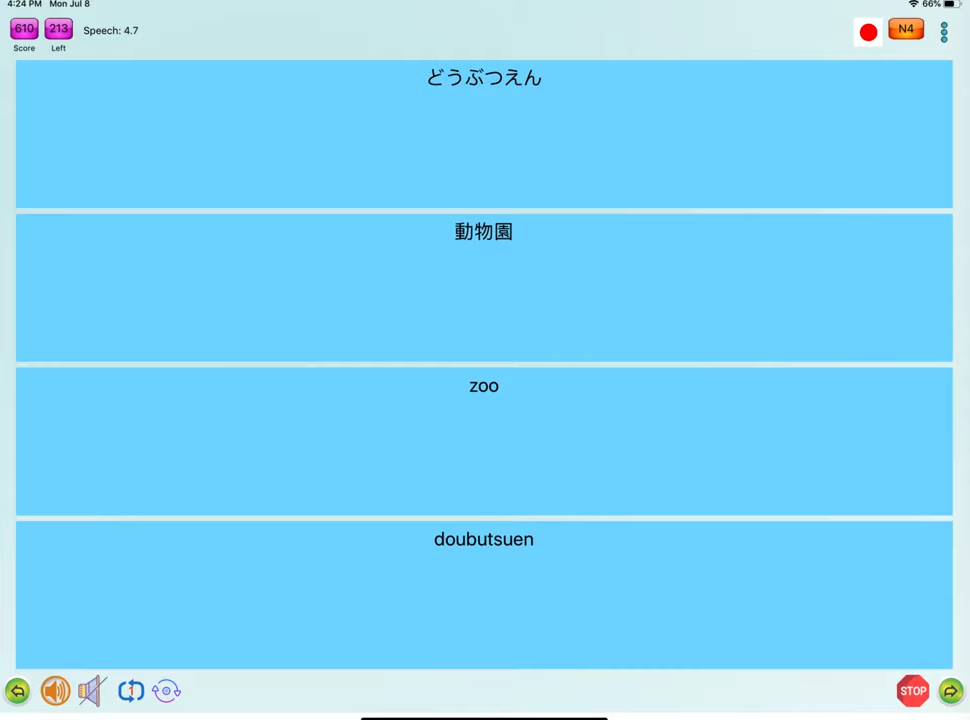 4:24 PM Mon Jul 8
66%
610
213
Speech: 4.7
N4
Score
Left
どうぶつえん
動物園
zoo
doubutsuen
1
STOP